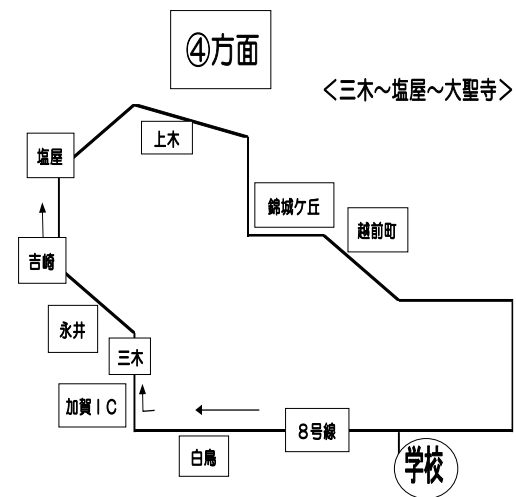 ④方面
＜三木～塩屋～大聖寺＞
上木
塩屋
錦城ケ丘
越前町
吉崎
永井
三木
加賀ＩＣ
8号線
白鳥
学校